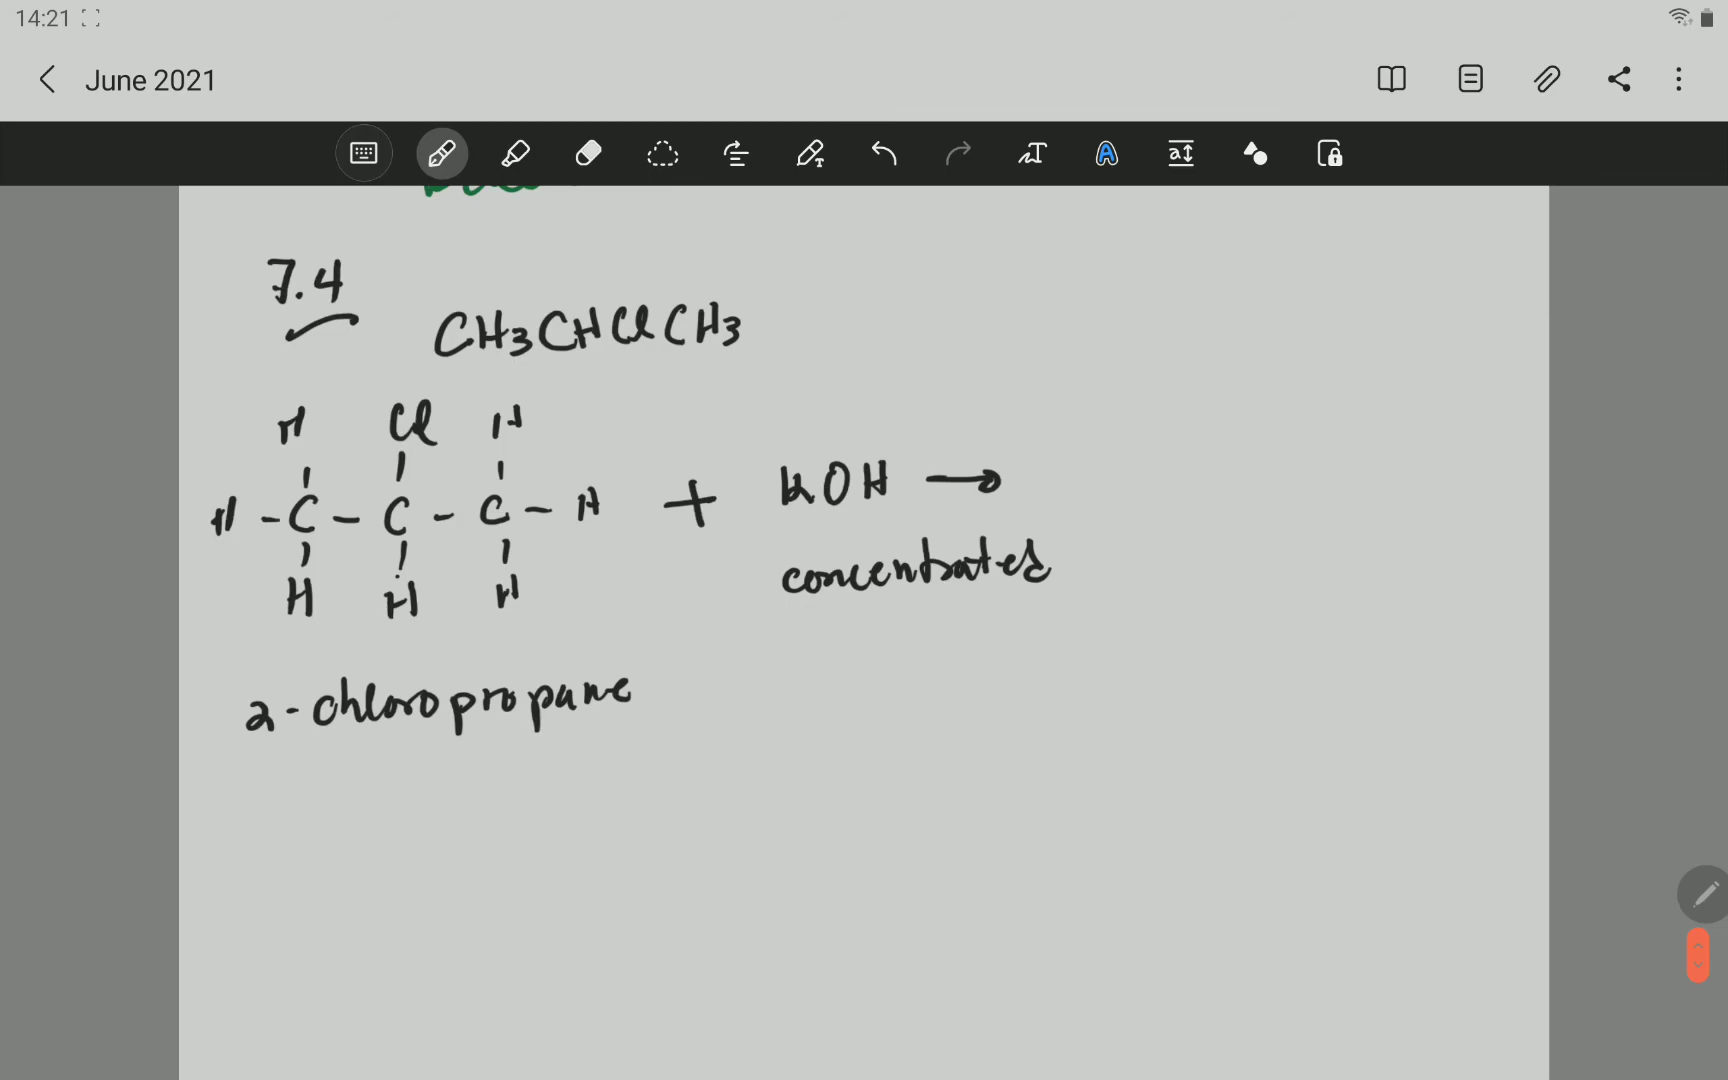 14:21
June 2021
7.4
CH3CHClCH3
H Cl H
H - C - C - C - H + KOH →
H H H
concentrated
2-chloropropane